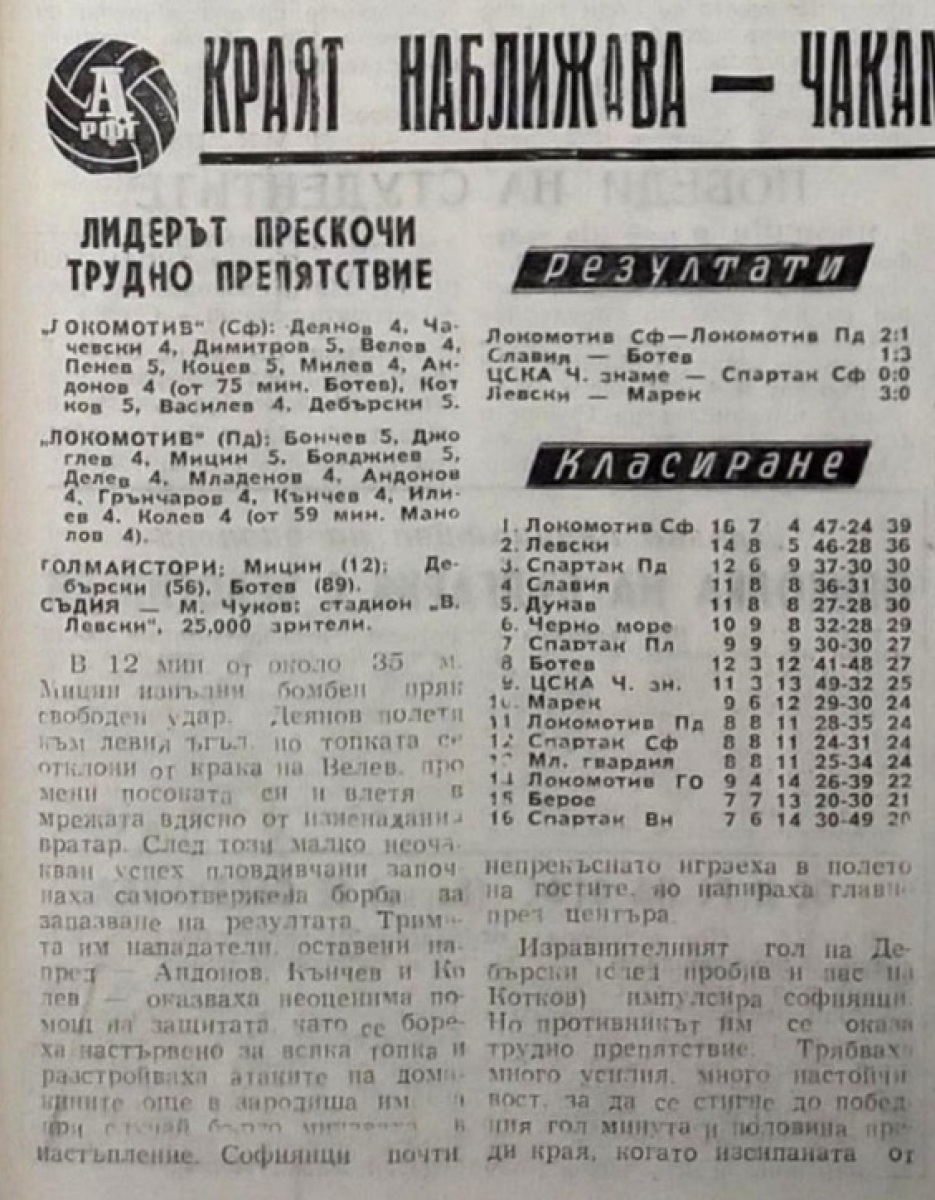 А
РФТ
КРАЯТ НАБЛИЖАВА — ЧАКАМ
ЛИДЕРЪТ ПРЕСКОЧИ
ТРУДНО ПРЕПЯТСТВИЕ
„ЛОКОМОТИВ" (Сф): Деянов 4, Ча-
чевски 4, Димитров 5, Велев 4,
Пенев 5, Коцев 5, Милев 4, Ан-
донов 4 (от 75 мин. Ботев), Кот
ков 5, Василев 4, Дебърски 5.
„ЛОКОМОТИВ" (Пд): Бончев 5, Джо
глев 4, Мицин 5, Бояджиев 5,
Делев 4, Младенов 4, Андонов
4, Грънчаров 4, Кънчев 4, Или-
ев 4, Колев 4 (от 59 мин. Мано
лов 4).
ГОЛМАЙСТОРИ: Мицин (12); Де-
бърски (56), Ботев (89).
СЪДИЯ — М. Чуков; стадион „В.
Левски", 25,000 зрители.
В 12 мин от около 35 м.
Мицин изпълни бомбен пряк
свободен удар. Деянов полетя
към левия ъгъл, но топката се
отклони от крака на Велев, про
мени посоката си и влетя в
мрежата вдясно от изненадания
вратар. След този малко неоча-
кван успех пловдивчани започ
наха самоотвержена борба за
запазване на резултата. Трима-
та им нападатели, оставени на-
пред — Андонов, Кънчев и Ко
лев — оказваха неоценима по-
мощ на защитата, като се боре-
ха настървено за всяка топка и
разстройваха атаките на дома-
кините още в зародиша им и
при случай бързо в
настъпление. Софиянци почти
резултати
Локомотив Сф—Локомотив Пд 2:1
Славия — Ботев 1:3
ЦСКА Ч. знаме — Спартак Сф 0:0
Левски — Марек 3:0
Класиране
1. Локомотив Сф 16 7 4 47-24 39
2. Левски 14 8 5 46-28 36
3. Спартак Пд 12 6 9 37-30 30
4 Славия 11 8 8 36-31 30
5. Дунав 11 8 8 27-28 30
6. Черно море 10 9 8 32-28 29
7 Спартак Пл 9 9 9 30-30 27
8 Ботев 12 3 12 41-48 27
9. ЦСКА Ч. зн. 11 3 13 49-32 25
10. Марек 9 6 12 29-30 24
11 Локомотив Пд 8 8 11 28-35 24
12 Спартак Сф 8 8 11 24-31 24
13 Мл. гвардия 8 8 11 25-34 24
14 Локомотив ГО 9 4 14 26-39 22
15 Берое 7 7 13 20-30 21
16 Спартак Вн 7 6 14 30-49 20
непрекъснато играеха в полето
на гостите, но напираха главно
през центъра.
Изравнителният гол на Де-
бърски (след пробив и пас на
Котков) импулсира софиянци.
Но противникът им се оказа
трудно препятствие. Трябваха
много усилия, много настойчи
вост, за да се стигне до побед
ния гол минута и половина пре-
ди края, когато изсипаната от